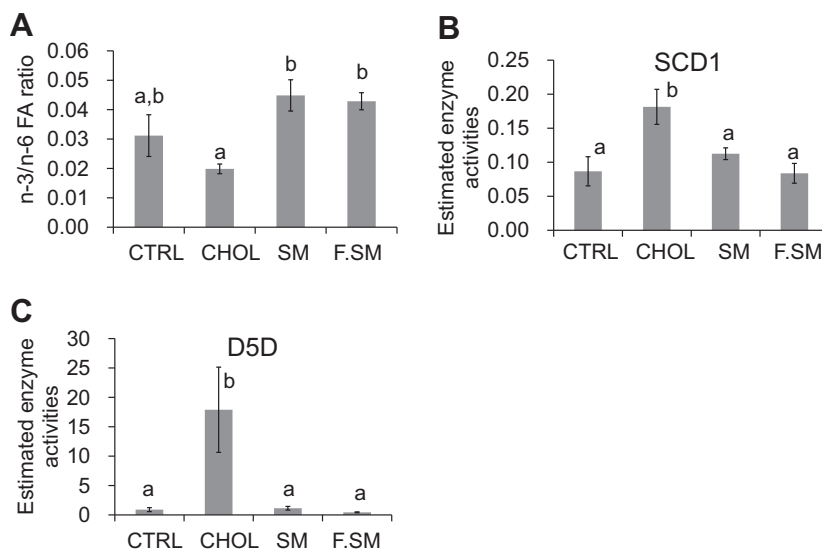 A
n-3/n-6 FA ratio
0.06
0.05
0.04
0.03
0.02
0.01
0.00
a,b
a
b
b
CTRL CHOL SM F.SM
B
SCD1
Estimated enzyme
activities
0.25
0.20
0.15
0.10
0.05
0.00
a
b
a
a
CTRL CHOL SM F.SM
C
D5D
Estimated enzyme
activities
30
25
20
15
10
5
0
a
b
a
a
CTRL CHOL SM F.SM